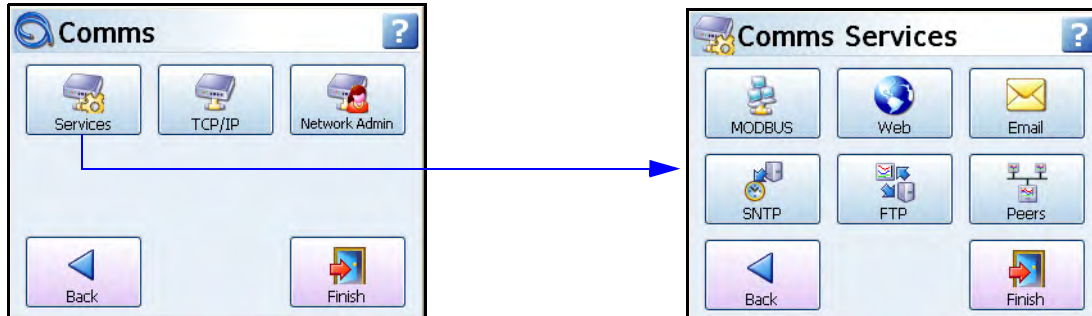 Comms
?
Services
TCP/IP
Network Admin
Back
Finish
Comms Services
?
MODBUS
Web
Email
SNTP
FTP
Peers
Back
Finish